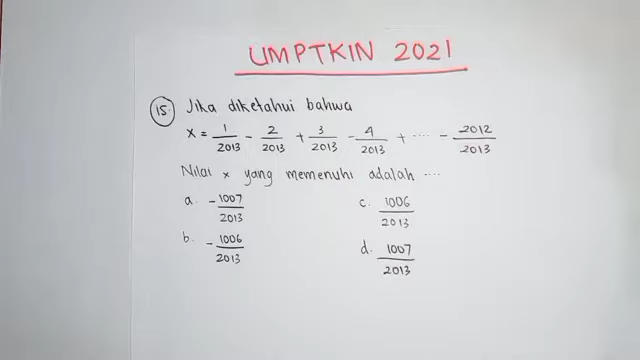 UMPTKIN 2021
15. Jika diketahui bahwa
x = 1/2013 - 2/2013 + 3/2013 - 4/2013 + .... - 2012/2013
Nilai x yang memenuhi adalah ....
a. -1007/2013
c. 1006/2013
b. -1006/2013
d. 1007/2013